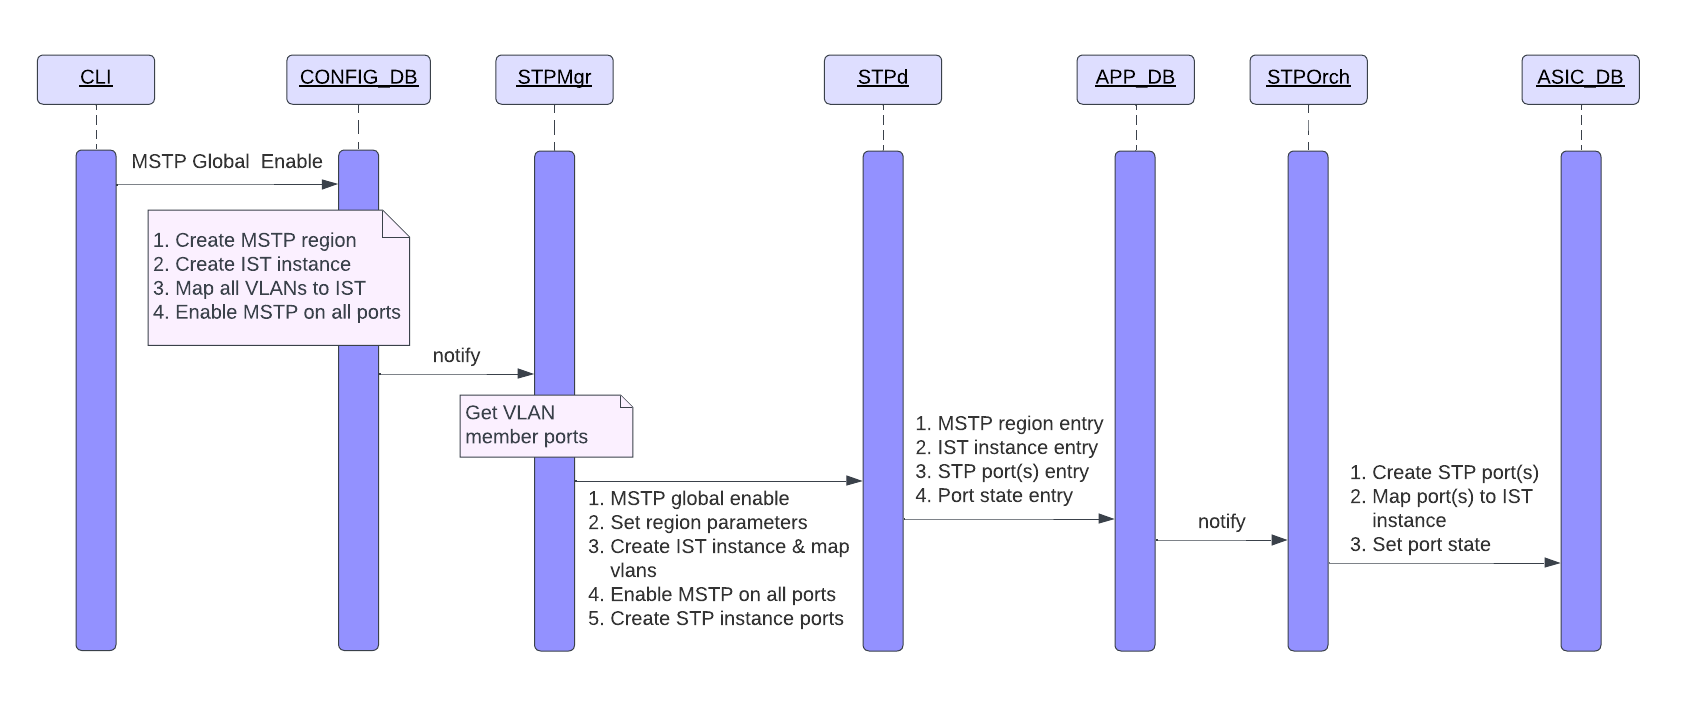 CLI
CONFIG_DB
STPMgr
STPd
APP_DB
STPOrch
ASIC_DB
MSTP Global  Enable
1. Create MSTP region
2. Create IST instance
3. Map all VLANs to IST
4. Enable MSTP on all ports
notify
Get VLAN
member ports
1. MSTP global enable
2. Set region parameters
3. Create IST instance & map
vlans
4. Enable MSTP on all ports
5. Create STP instance ports
1. MSTP region entry
2. IST instance entry
3. STP port(s) entry
4. Port state entry
notify
1. Create STP port(s)
2. Map port(s) to IST
instance
3. Set port state